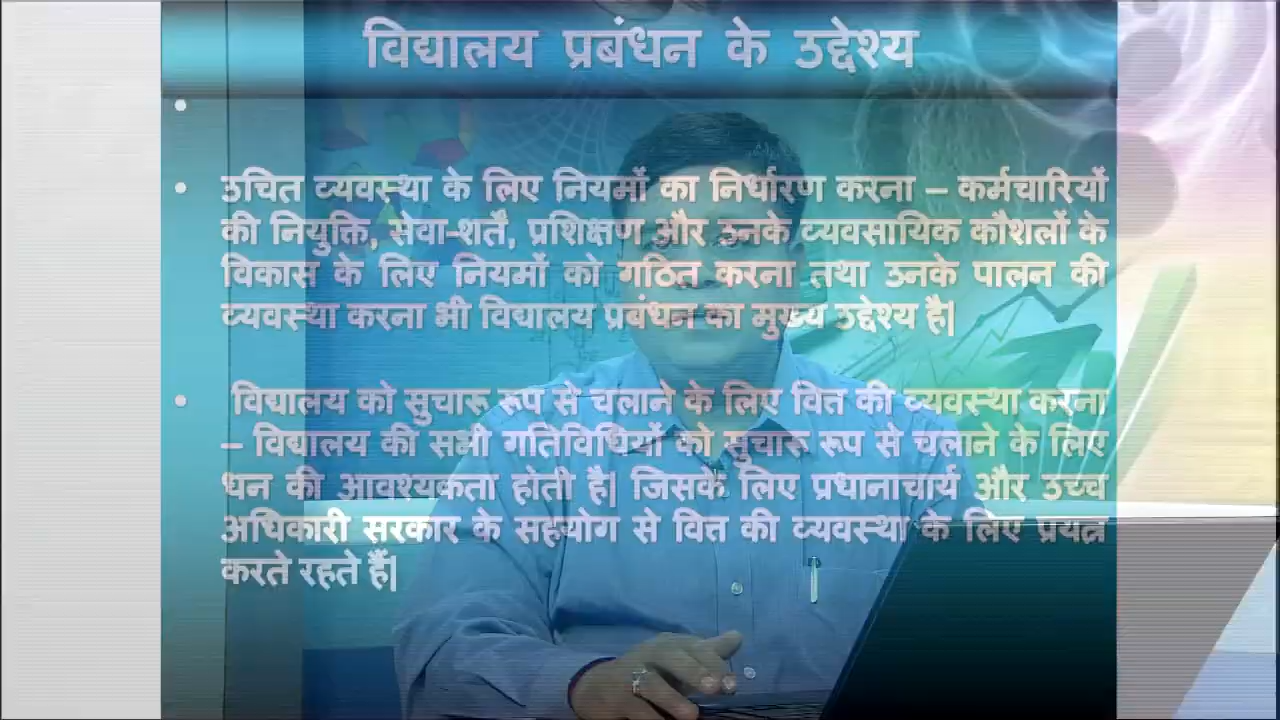 विद्यालय प्रबंधन के उद्देश्य
उचित व्यवस्था के लिए नियमों का निर्धारण करना – कर्मचारियों
की नियुक्ति, सेवा-शर्तें, प्रशिक्षण और उनके व्यवसायिक कौशलों के
विकास के लिए नियमों को गठित करना तथा उनके पालन की
व्यवस्था करना भी विद्यालय प्रबंधन का मुख्य उद्देश्य है|
विद्यालय को सुचारू रूप से चलाने के लिए वित की व्यवस्था करना
– विद्यालय की सभी गतिविधियों को सुचारू रूप से चलाने के लिए
धन की आवश्यकता होती है| जिसके लिए प्रधानाचार्य और उच्च
अधिकारी सरकार के सहयोग से वित की व्यवस्था के लिए प्रयत्न
करते रहते हैं|